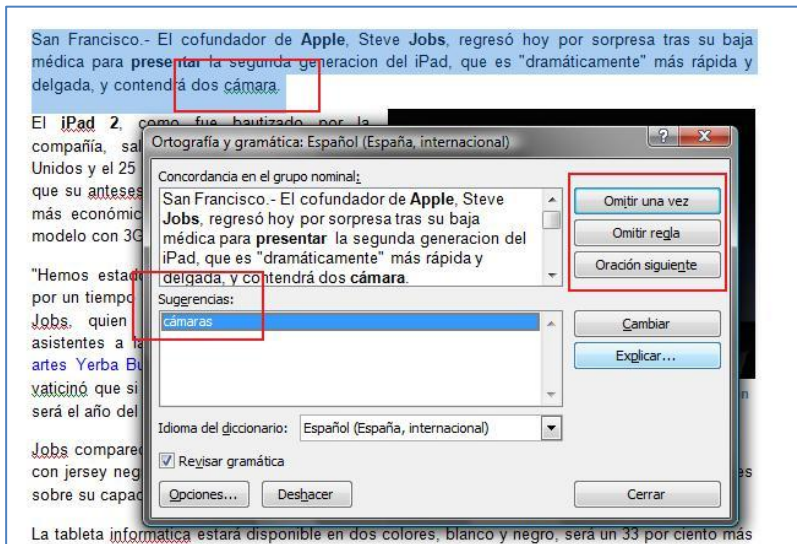 San Francisco.- El cofundador de Apple, Steve Jobs, regresó hoy por sorpresa tras su baja
médica para presentar la segunda generacion del iPad, que es "dramáticamente" más rápida y
delgada, y contendrá dos cámara.
El iPad 2, como fue bautizado por la
compañía, sal
Unidos y el 25
que su anteses
más económic
modelo con 3G
"Hemos estad
por un tiempo
Jobs, quien
asistentes a la
artes Yerba Bu
vaticinó que si
será el año del
Jobs compared
con jersey neg
sobre su capac
La tableta informatica estará disponible en dos colores, blanco y negro, será un 33 por ciento más
Ortografía y gramática: Español (España, internacional)
Concordancia en el grupo nominal:
San Francisco.- El cofundador de Apple, Steve
Jobs, regresó hoy por sorpresa tras su baja
médica para presentar la segunda generacion del
iPad, que es "dramáticamente" más rápida y
delgada, y contendrá dos cámara.
Omitir una vez
Omitir regla
Oración siguiente
Sugerencias:
cámaras
Cambiar
Explicar...
Idioma del diccionario: Español (España, internacional)
Revisar gramática
Opciones... Deshacer Cerrar